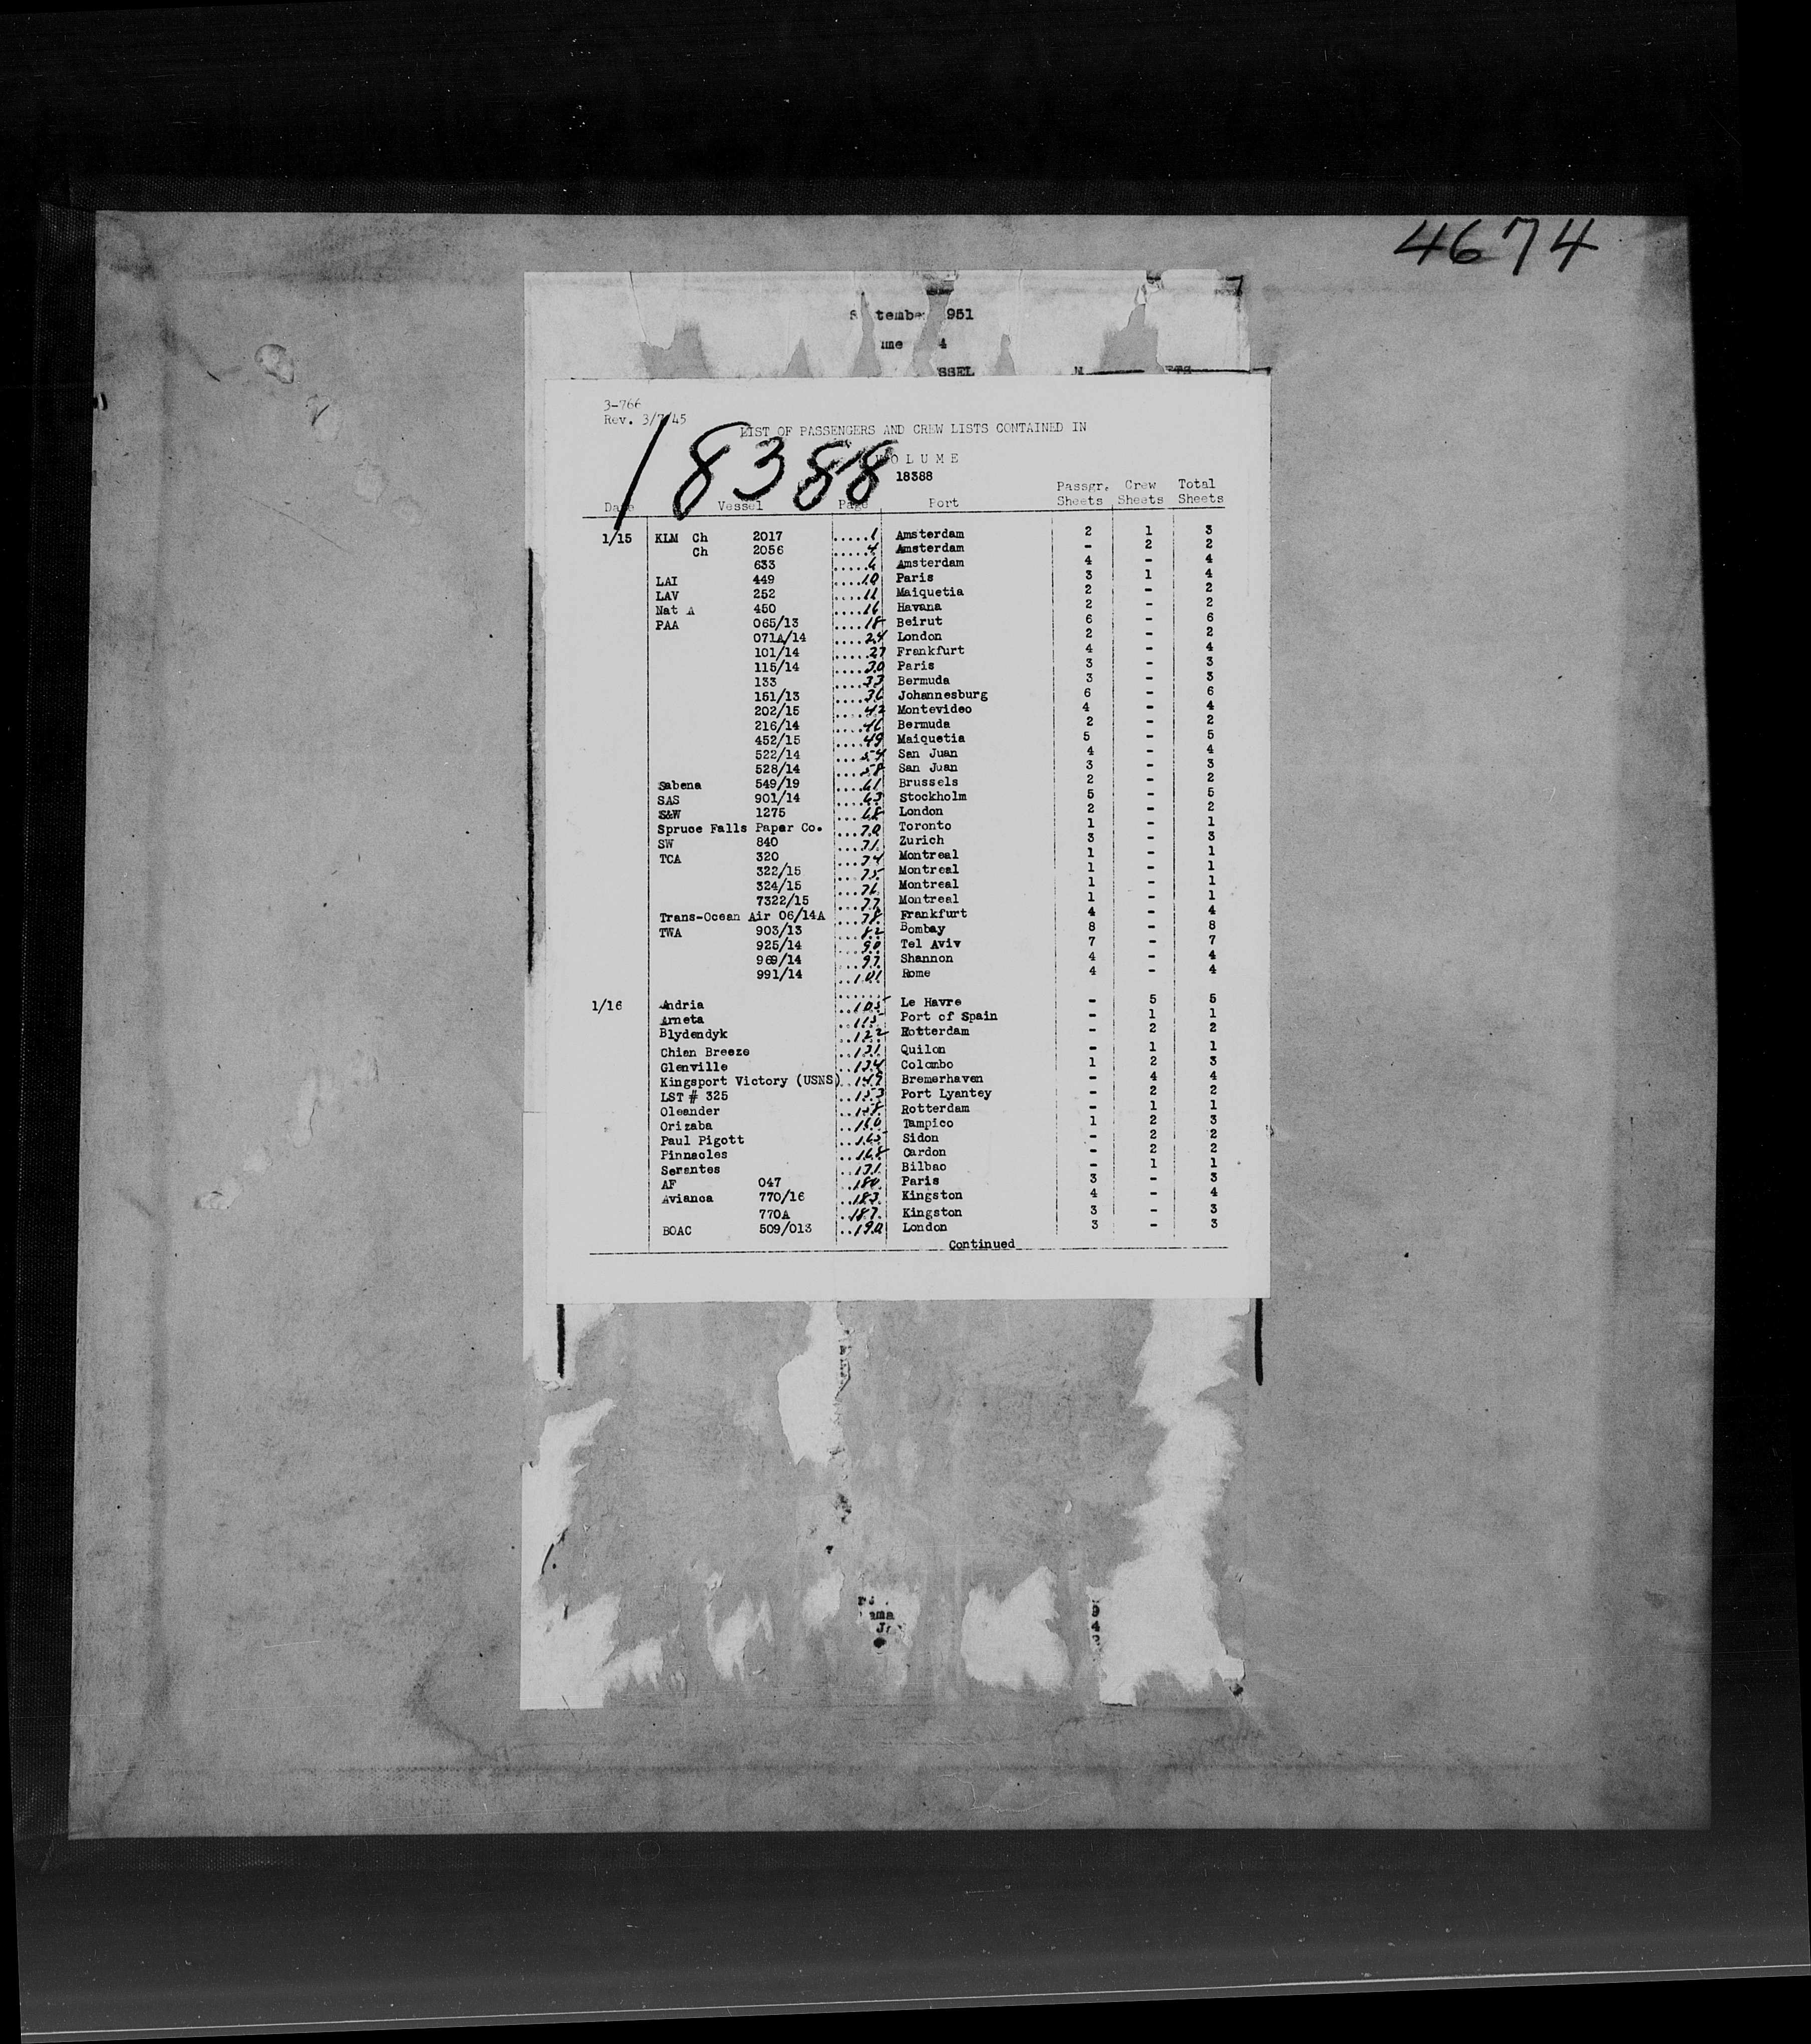 4674
951
4
SSEL
3-766
Rev. 3/7/45
LIST OF PASSENGERS AND CREW LISTS CONTAINED IN
18388
VOLUME
18388
Date Vessel Page Port Passgr. Sheets Crew Sheets Total Sheets
1/15 KLM Ch 2017 .....1 Amsterdam 2 1 3
Ch 2056 .....4 Amsterdam - 2 2
633 .....6 Amsterdam 4 - 4
LAI 449 ....10 Paris 3 1 4
LAV 252 ....11 Maiquetia 2 - 2
Nat A 450 ....16 Havana 2 - 2
PAA 065/13 ....18 Beirut 6 - 6
071A/14 ....24 London 2 - 2
101/14 ....27 Frankfurt 4 - 4
115/14 ....30 Paris 3 - 3
133 ....33 Bermuda 3 - 3
151/13 ....36 Johannesburg 6 - 6
202/15 ....42 Montevideo 4 - 4
216/14 ....46 Bermuda 2 - 2
452/15 ....49 Maiquetia 5 - 5
522/14 ....54 San Juan 4 - 4
528/14 ....58 San Juan 3 - 3
Sabena 549/19 ....61 Brussels 2 - 2
SAS 901/14 ....63 Stockholm 5 - 5
S&W 1275 ...68 London 2 - 2
Spruce Falls Paper Co. ...70 Toronto 1 - 1
SW 840 ...71 Zurich 3 - 3
TCA 320 ...74 Montreal 1 - 1
322/15 ...75 Montreal 1 - 1
324/15 ...76 Montreal 1 - 1
7322/15 ...77 Montreal 1 - 1
Trans-Ocean Air 06/14A ...78 Frankfurt 4 - 4
TWA 903/13 ...82 Bombay 8 - 8
925/14 ...90 Tel Aviv 7 - 7
969/14 ...97 Shannon 4 - 4
991/14 ..101 Rome 4 - 4
1/16 Andria ..105 Le Havre - 5 5
Arneta ..115 Port of Spain - 1 1
Blydendyk ..122 Rotterdam - 2 2
Chian Breeze ..131 Quilon - 1 1
Glenville ..134 Colombo 1 2 3
Kingsport Victory (USNS) ..149 Bremerhaven - 4 4
LST # 325 ..153 Port Lyantey - 2 2
Oleander ..158 Rotterdam - 1 1
Orizaba ..160 Tampico 1 2 3
Paul Pigott ..165 Sidon - 2 2
Pinnacles ..168 Cardon - 2 2
Serantes ..171 Bilbao - 1 1
AF 047 ..180 Paris 3 - 3
Avianca 770/16 ..183 Kingston 4 - 4
770A ..187 Kingston 3 - 3
BOAC 509/013 ..190 London 3 - 3
Continued
ama
9
4